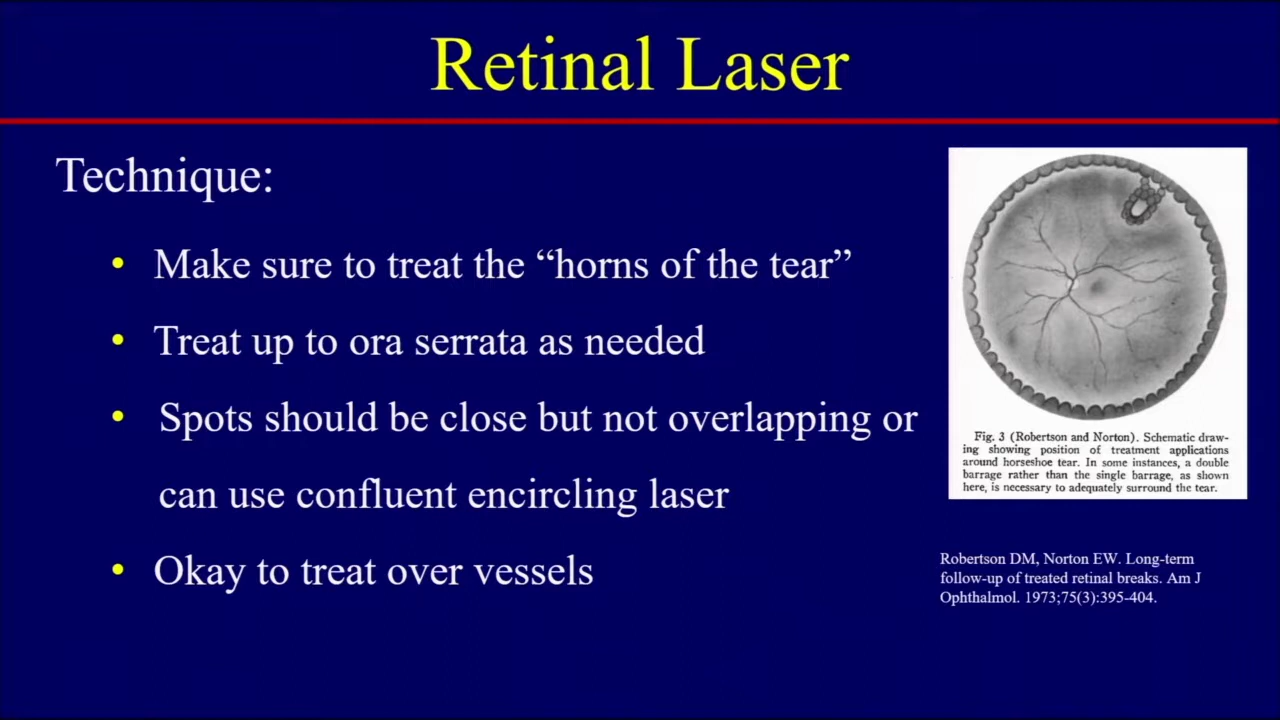 Retinal Laser
Technique:
• Make sure to treat the “horns of the tear”
• Treat up to ora serrata as needed
• Spots should be close but not overlapping or
can use confluent encircling laser
• Okay to treat over vessels
Fig. 3 (Robertson and Norton). Schematic draw-
ing showing position of treatment applications
around horseshoe tear. In some instances, a double
barrage rather than the single barrage, as shown
here, is necessary to adequately surround the tear.
Robertson DM, Norton EW. Long-term
follow-up of treated retinal breaks. Am J
Ophthalmol. 1973;75(3):395-404.